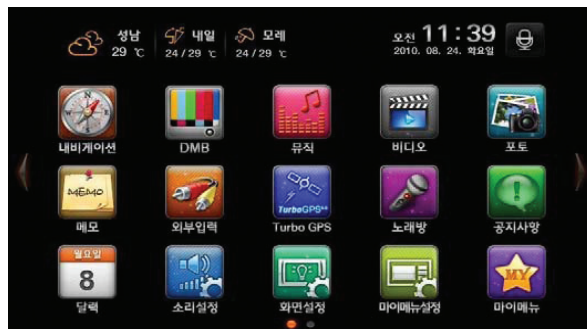 성남 내일 모레
29 ℃ 24/29 ℃ 24/29 ℃
오전 11:39
2010. 08. 24. 화요일
내비게이션 DMB 뮤직 비디오 포토
MEMO TurboGPS++
메모 외부입력 Turbo GPS 노래방 공지사항
월요일
8 MY
달력 소리설정 화면설정 마이메뉴설정 마이메뉴